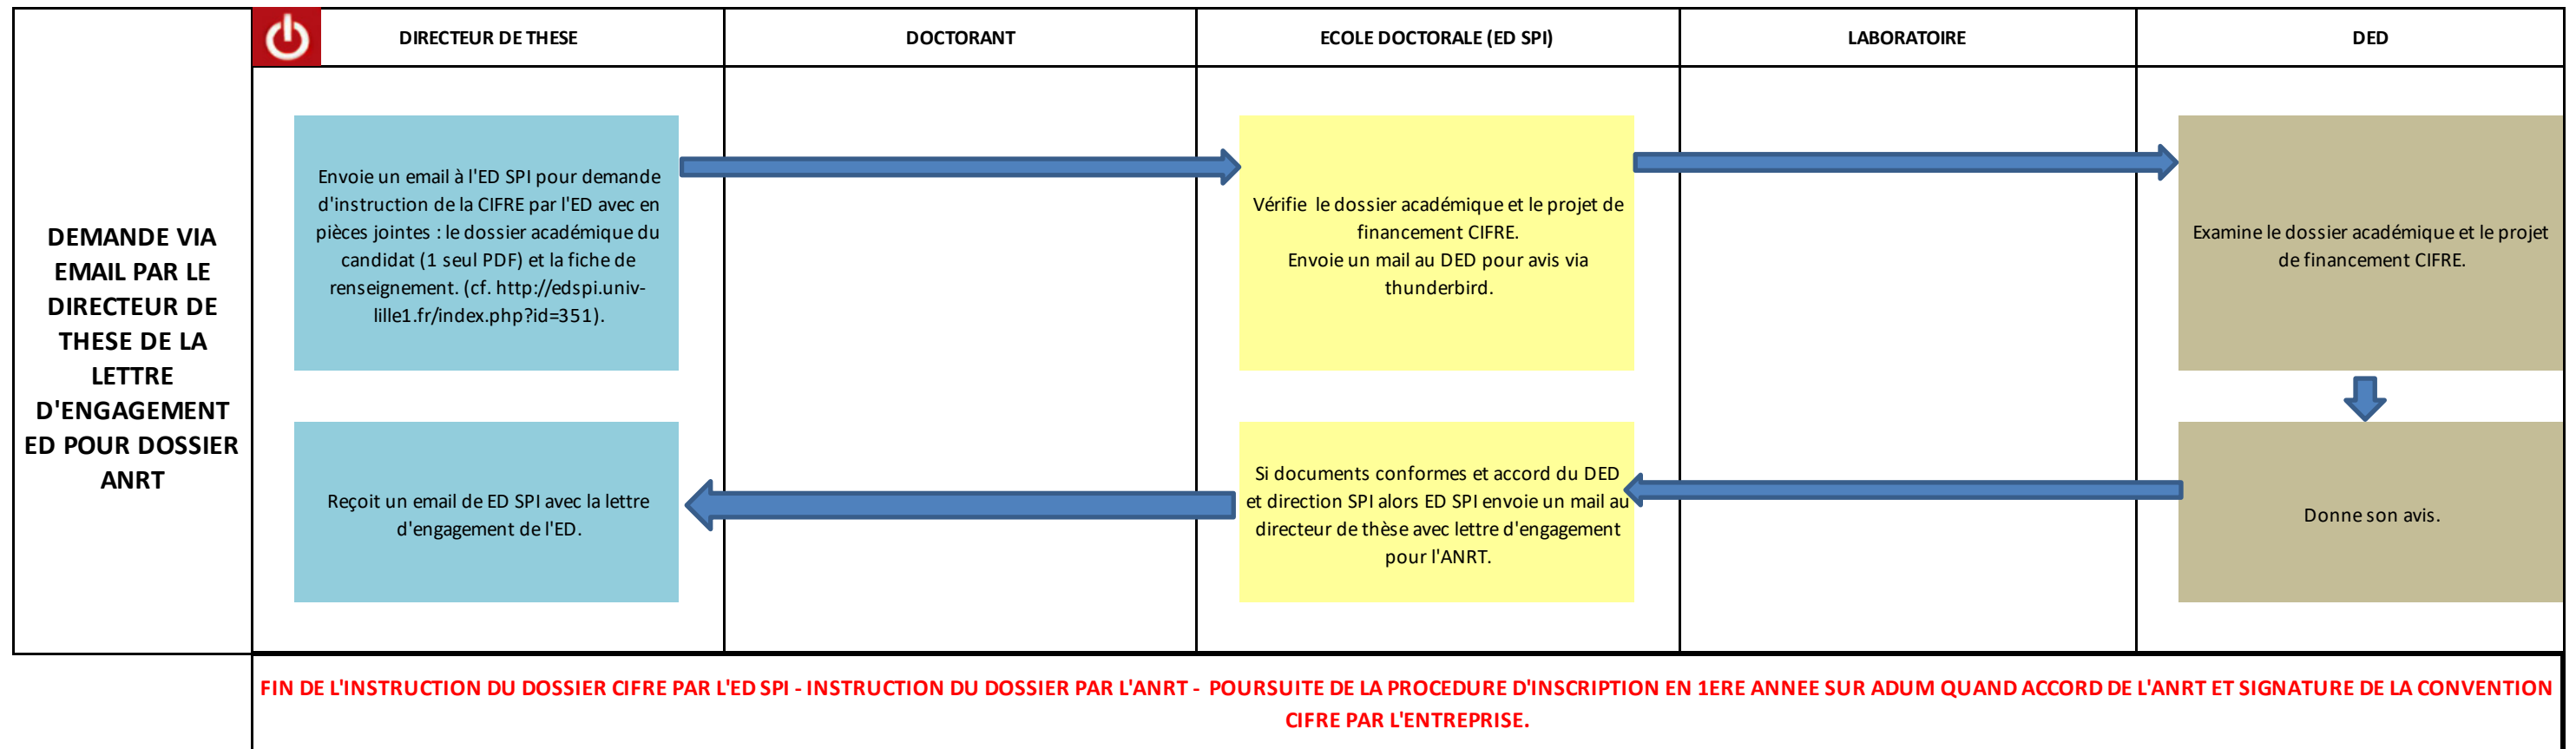 DIRECTEUR DE THESE
DOCTORANT
ECOLE DOCTORALE (ED SPI)
LABORATOIRE
DED
DEMANDE VIA
EMAIL PAR LE
DIRECTEUR DE
THESE DE LA
LETTRE
D'ENGAGEMENT
ED POUR DOSSIER
ANRT
Envoie un email à l'ED SPI pour demande
d'instruction de la CIFRE par l'ED avec en
pièces jointes : le dossier académique du
candidat (1 seul PDF) et la fiche de
renseignement. (cf. http://edspi.univ-
lille1.fr/index.php?id=351).
Vérifie le dossier académique et le projet de
financement CIFRE.
Envoie un mail au DED pour avis via
thunderbird.
Examine le dossier académique et le projet
de financement CIFRE.
Reçoit un email de ED SPI avec la lettre
d'engagement de l'ED.
Si documents conformes et accord du DED
et direction SPI alors ED SPI envoie un mail au
directeur de thèse avec lettre d'engagement
pour l'ANRT.
Donne son avis.
FIN DE L'INSTRUCTION DU DOSSIER CIFRE PAR L'ED SPI - INSTRUCTION DU DOSSIER PAR L'ANRT - POURSUITE DE LA PROCEDURE D'INSCRIPTION EN 1ERE ANNEE SUR ADUM QUAND ACCORD DE L'ANRT ET SIGNATURE DE LA CONVENTION
CIFRE PAR L'ENTREPRISE.